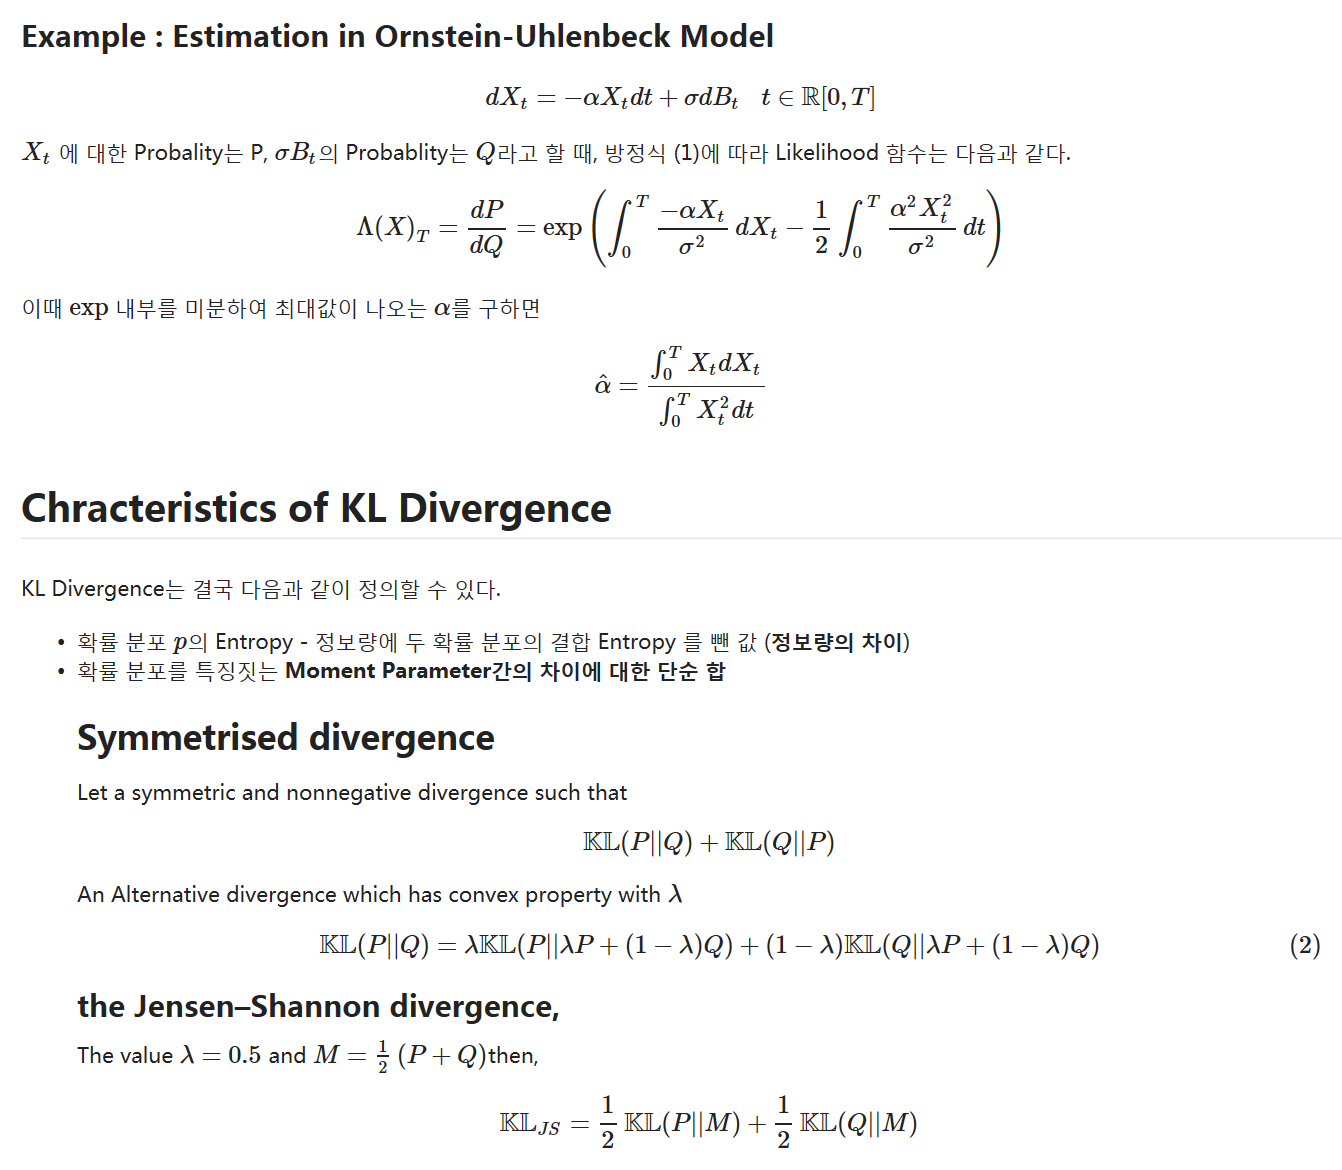 Example : Estimation in Ornstein-Uhlenbeck Model
$dX_t = -\alpha X_t dt + \sigma dB_t \quad t \in \mathbb{R}[0, T]$
$X_t$ 에 대한 Probality는 P, $\sigma B_t$의 Probablity는 $Q$라고 할 때, 방정식 (1)에 따라 Likelihood 함수는 다음과 같다.
$\Lambda(X)_T = \frac{dP}{dQ} = \exp\left(\int_0^T \frac{-\alpha X_t}{\sigma^2} dX_t - \frac{1}{2} \int_0^T \frac{\alpha^2 X_t^2}{\sigma^2} dt\right)$
이때 exp 내부를 미분하여 최대값이 나오는 $\alpha$를 구하면
$\hat{\alpha} = \frac{\int_0^T X_t dX_t}{\int_0^T X_t^2 dt}$
Chracteristics of KL Divergence
KL Divergence는 결국 다음과 같이 정의할 수 있다.
• 확률 분포 $p$의 Entropy - 정보량에 두 확률 분포의 결합 Entropy 를 뺀 값 (정보량의 차이)
• 확률 분포를 특징짓는 Moment Parameter간의 차이에 대한 단순 합
Symmetrised divergence
Let a symmetric and nonnegative divergence such that
$\mathbb{KL}(P||Q) + \mathbb{KL}(Q||P)$
An Alternative divergence which has convex property with $\lambda$
$\mathbb{KL}(P||Q) = \lambda\mathbb{KL}(P||\lambda P + (1 - \lambda)Q) + (1 - \lambda)\mathbb{KL}(Q||\lambda P + (1 - \lambda)Q)$ (2)
the Jensen–Shannon divergence,
The value $\lambda = 0.5$ and $M = \frac{1}{2}(P + Q)$then,
$\mathbb{KL}_{JS} = \frac{1}{2}\mathbb{KL}(P||M) + \frac{1}{2}\mathbb{KL}(Q||M)$